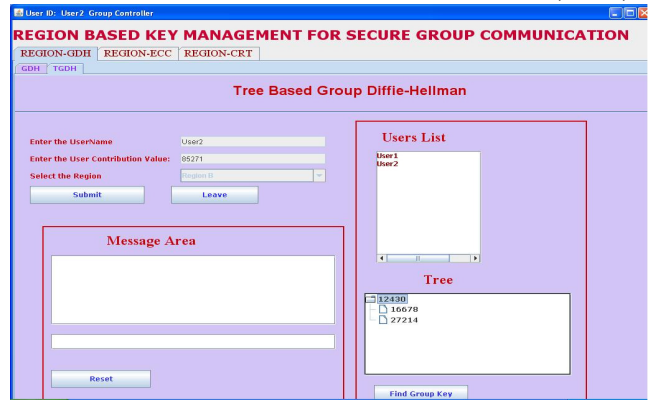 User ID: User2 Group Controller
REGION BASED KEY MANAGEMENT FOR SECURE GROUP COMMUNICATION
REGION-GDH REGION-ECC REGION-CRT
GDH TGDH
Tree Based Group Diffie-Hellman
Enter the UserName User2
Enter the User Contribution Value: 85271
Select the Region Region II
Submit Leave
Message Area
Reset
Users List
User1
User2
Tree
12430
16678
27214
Find Group Key